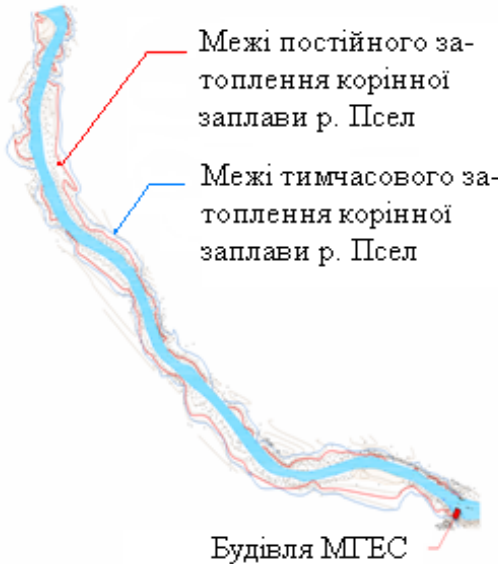 Межі постійного за-
топлення корінної
заплави р. Псел
Межі тимчасового за-
топлення корінної
заплави р. Псел
Будівля МГЕС